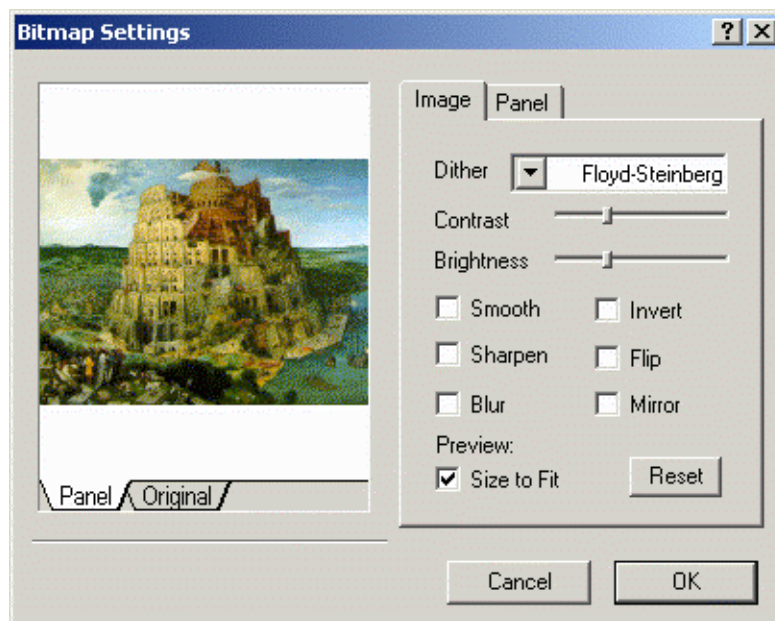 Bitmap Settings
Image Panel
Dither Floyd-Steinberg
Contrast
Brightness
Smooth Invert
Sharpen Flip
Blur Mirror
Preview:
Size to Fit Reset
Panel Original
Cancel OK